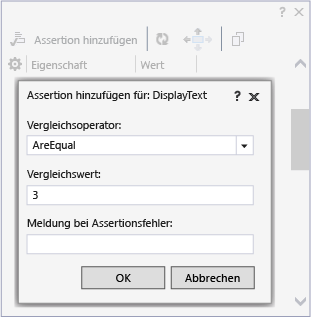 Assertion hinzufügen
Eigenschaft Wert
Assertion hinzufügen für: DisplayText ?
Vergleichsoperator:
AreEqual
Vergleichswert:
3
Meldung bei Assertionsfehler:
OK Abbrechen